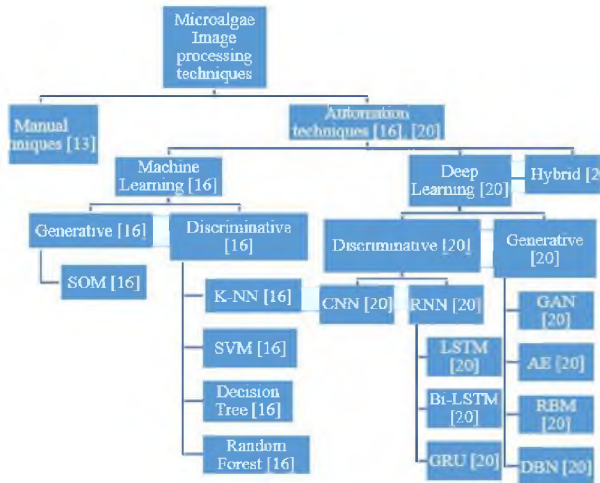 Microalgae
Image
processing
techniques
Manual
[13]
Automation
techniques [16], [20]
Machine
Learning [16]
Deep
Learning [20]
Hybrid
Generative [16]
Discriminative
[16]
Discriminative [20]
Generative
[20]
SOM [16]
K-NN [16]
SVM [16]
Decision
Tree [16]
Random
Forest [16]
CNN [20]
RNN [20]
LSTM
[20]
Bi-LSTM
[20]
GRU [20]
GAN
[20]
AE [20]
RBM
[20]
DBN [20]